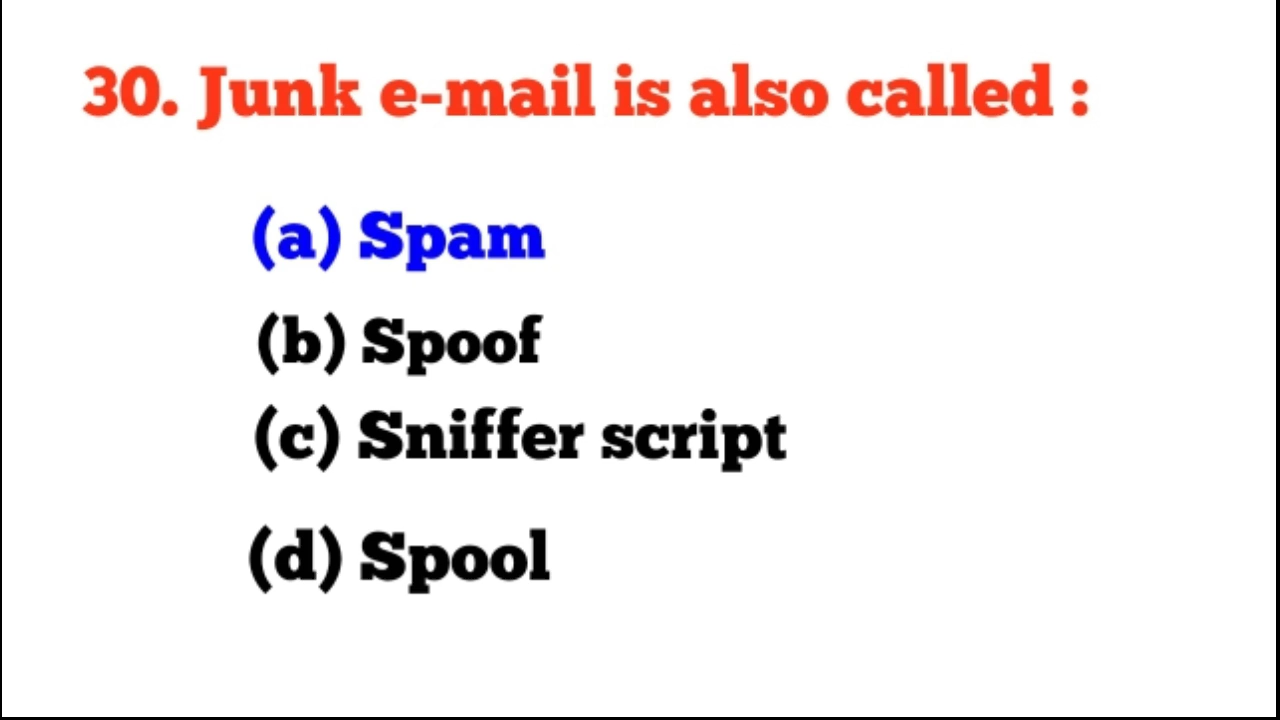 30. Junk e-mail is also called :
(a) Spam
(b) Spoof
(c) Sniffer script
(d) Spool